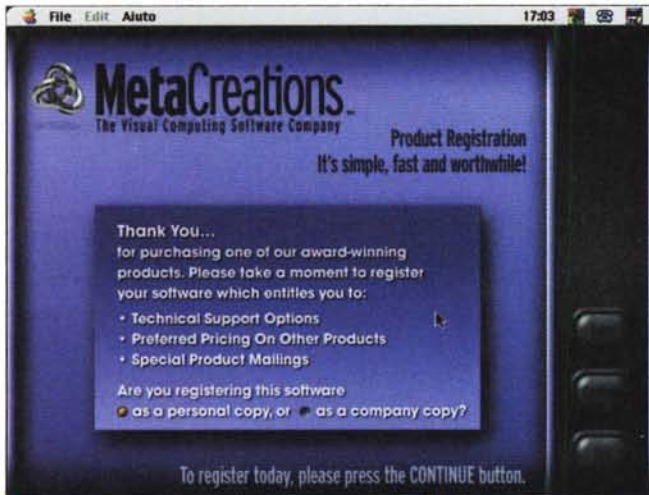 File Edit Aiuto 17:03
MetaCreations
The Visual Computing Software Company
Product Registration
It's simple, fast and worthwhile!
Thank You...
for purchasing one of our award-winning
products. Please take a moment to register
your software which entitles you to:
• Technical Support Options
• Preferred Pricing On Other Products
• Special Product Mailings
Are you registering this software
as a personal copy, or as a company copy?
To register today, please press the CONTINUE button.